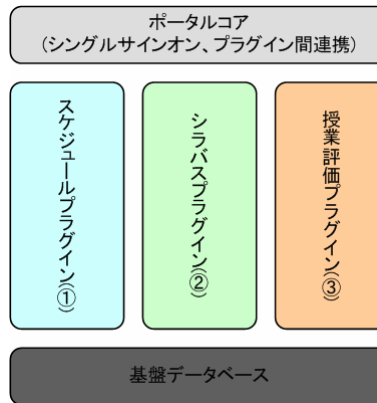 ポータルコア
(シングルサインオン、プラグイン間連携)
スケジュールプラグイン(①)
シラバスプラグイン(②)
授業評価プラグイン(③)
基盤データベース